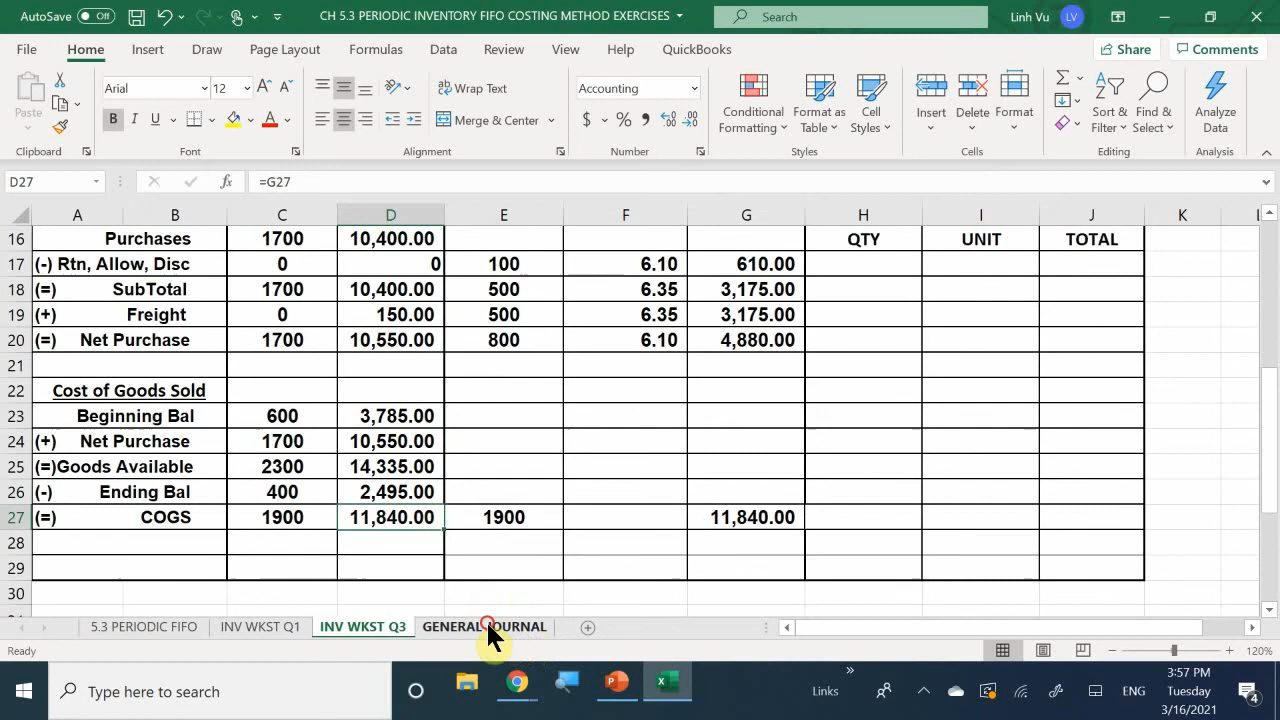 AutoSave Off CH 5.3 PERIODIC INVENTORY FIFO COSTING METHOD EXERCISES Search Linh Vu LV
File Home Insert Draw Page Layout Formulas Data Review View Help QuickBooks Share Comments
Paste Arial 12 A A ab Wrap Text Accounting Conditional Formatting Format as Table Cell Styles Insert Delete Format Sort & Filter Find & Select Analyze Data
B I U A Merge & Center $ % 9
Clipboard Font Alignment Number Styles Cells Editing Analysis
D27 fx =G27
A B C D E F G H I J K
16 Purchases 1700 10,400.00 QTY UNIT TOTAL
17 (-) Rtn, Allow, Disc 0 0 100 6.10 610.00
18 (=) SubTotal 1700 10,400.00 500 6.35 3,175.00
19 (+) Freight 0 150.00 500 6.35 3,175.00
20 (=) Net Purchase 1700 10,550.00 800 6.10 4,880.00
21
22 Cost of Goods Sold
23 Beginning Bal 600 3,785.00
24 (+) Net Purchase 1700 10,550.00
25 (=)Goods Available 2300 14,335.00
26 (-) Ending Bal 400 2,495.00
27 (=) COGS 1900 11,840.00 1900 11,840.00
28
29
30
5.3 PERIODIC FIFO INV WKST Q1 INV WKST Q3 GENERAL JOURNAL
Ready 120%
Type here to search Links ENG 3:57 PM
Tuesday
3/16/2021
4